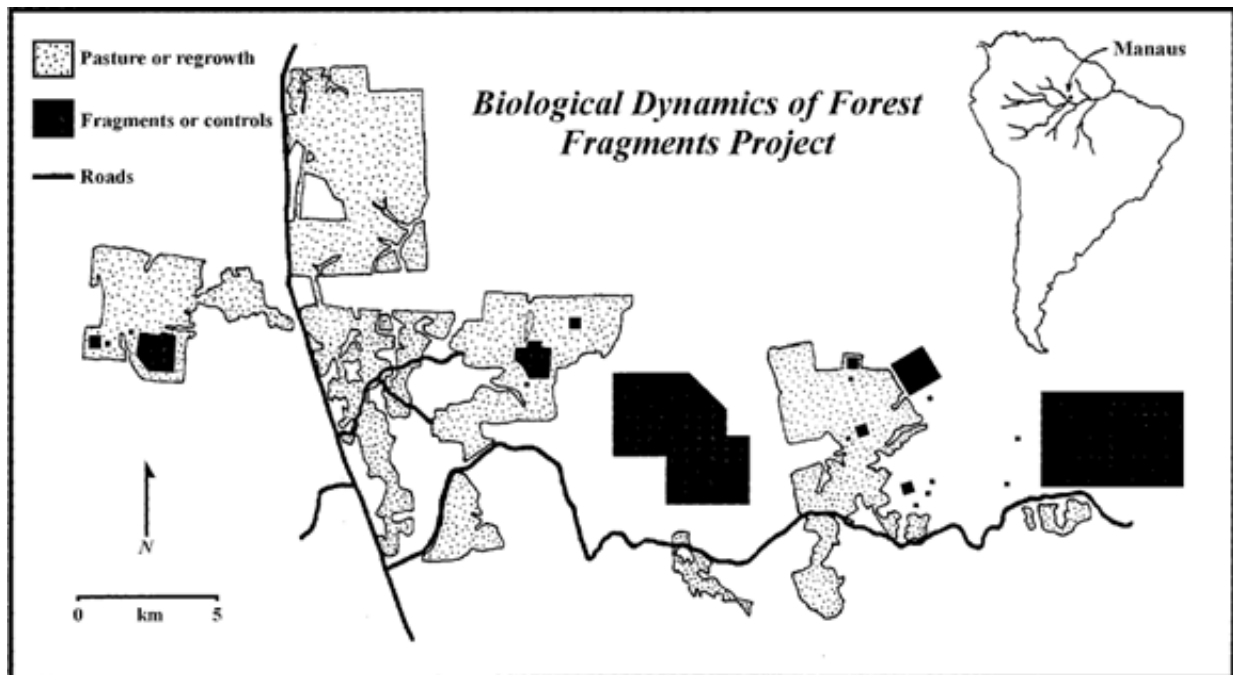 Pasture or regrowth
Fragments or controls
Roads
Biological Dynamics of Forest
Fragments Project
Manaus
N
0 km 5